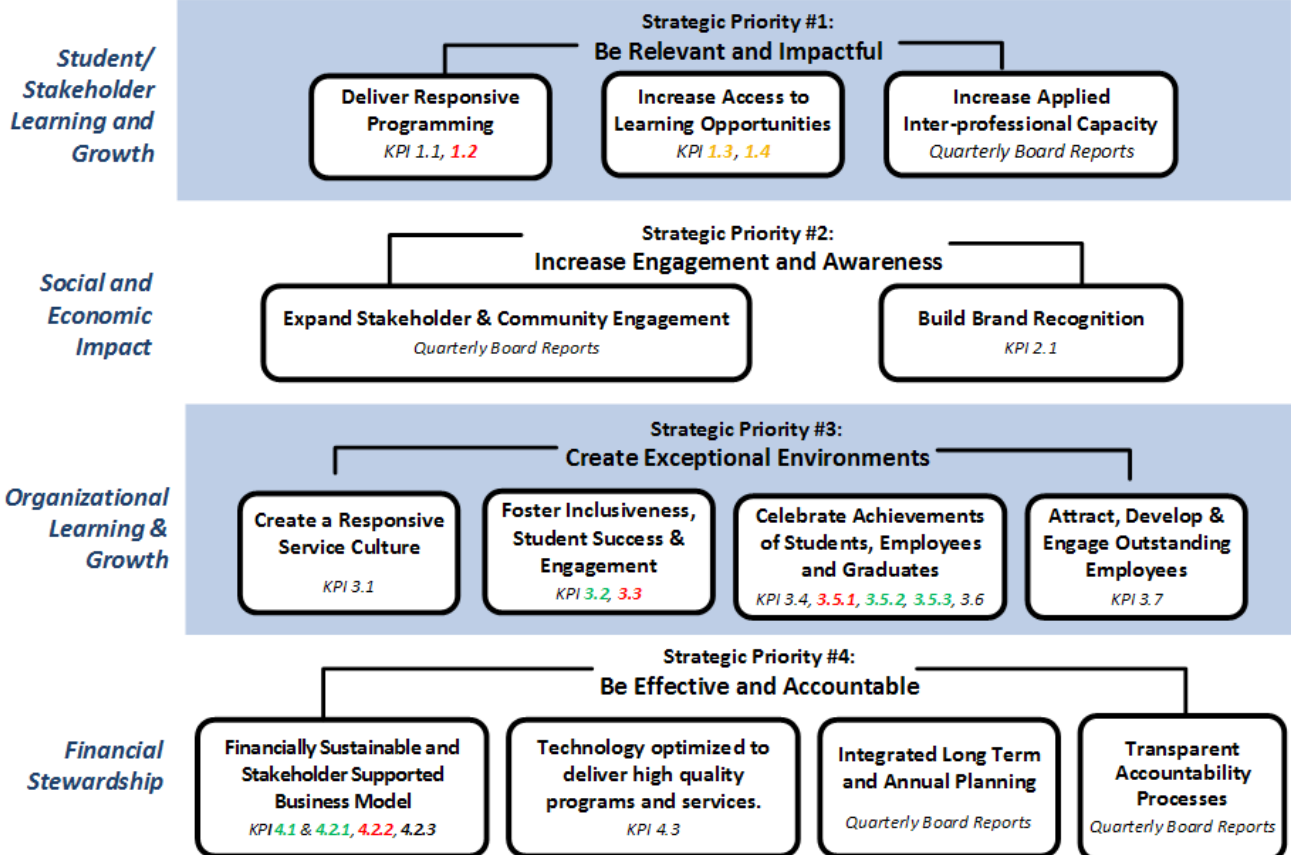 Student/
Stakeholder
Learning and
Growth
Strategic Priority #1:
Be Relevant and Impactful
Deliver Responsive
Programming
KPI 1.1, 1.2
Increase Access to
Learning Opportunities
KPI 1.3, 1.4
Increase Applied
Inter-professional Capacity
Quarterly Board Reports
Social and
Economic
Impact
Strategic Priority #2:
Increase Engagement and Awareness
Expand Stakeholder & Community Engagement
Quarterly Board Reports
Build Brand Recognition
KPI 2.1
Organizational
Learning &
Growth
Strategic Priority #3:
Create Exceptional Environments
Create a Responsive
Service Culture
KPI 3.1
Foster Inclusiveness,
Student Success &
Engagement
KPI 3.2, 3.3
Celebrate Achievements
of Students, Employees
and Graduates
KPI 3.4, 3.5.1, 3.5.2, 3.5.3, 3.6
Attract, Develop &
Engage Outstanding
Employees
KPI 3.7
Financial
Stewardship
Strategic Priority #4:
Be Effective and Accountable
Financially Sustainable and
Stakeholder Supported
Business Model
KPI 4.1 & 4.2.1, 4.2.2, 4.2.3
Technology optimized to
deliver high quality
programs and services.
KPI 4.3
Integrated Long Term
and Annual Planning
Quarterly Board Reports
Transparent
Accountability
Processes
Quarterly Board Reports